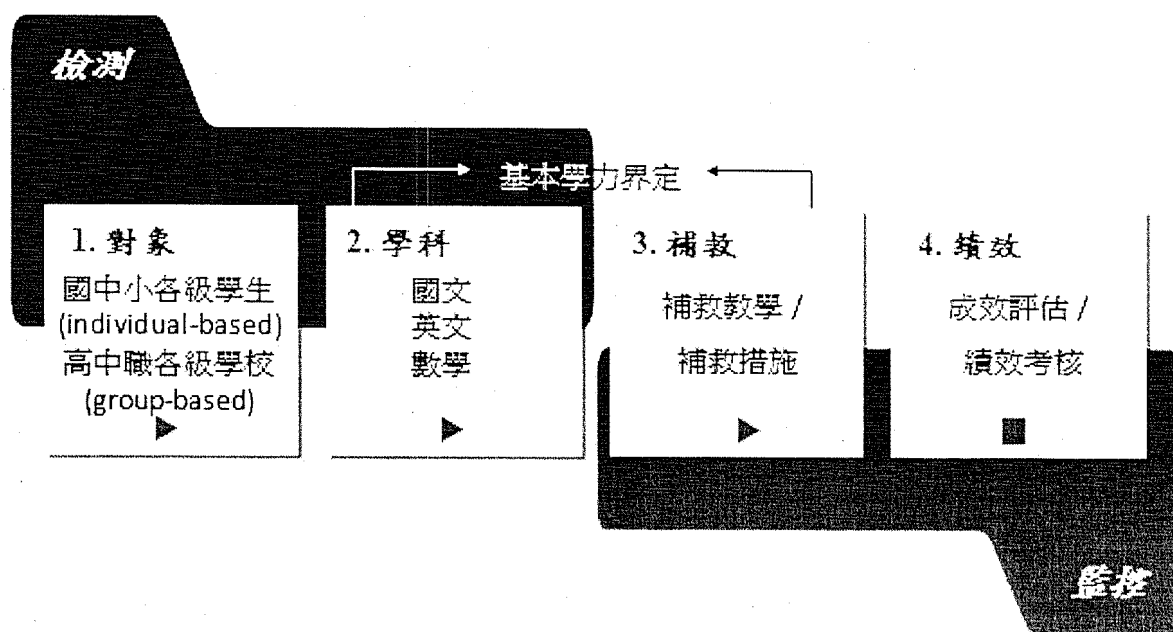 檢測
基本學力界定
1. 對象
國中小各級學生
(individual-based)
高中職各級學校
(group-based)
2. 學科
國文
英文
數學
3. 補救
補救教學 /
補救措施
4. 績效
成效評估 /
績效考核
監控